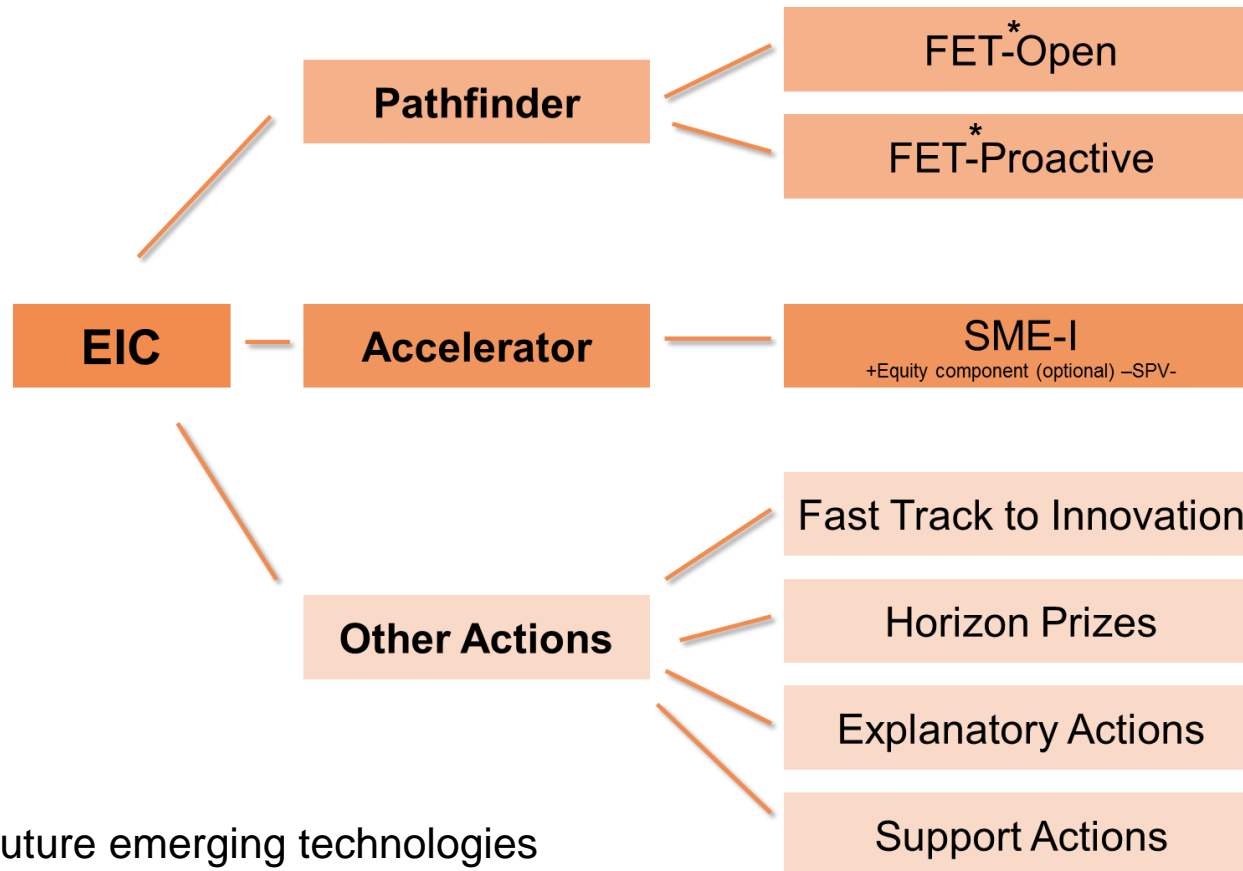 FET-*Open
Pathfinder
FET-*Proactive
EIC
Accelerator
SME-I
+Equity component (optional) –SPV-
Fast Track to Innovation
Other Actions
Horizon Prizes
Explanatory Actions
Support Actions
uture emerging technologies